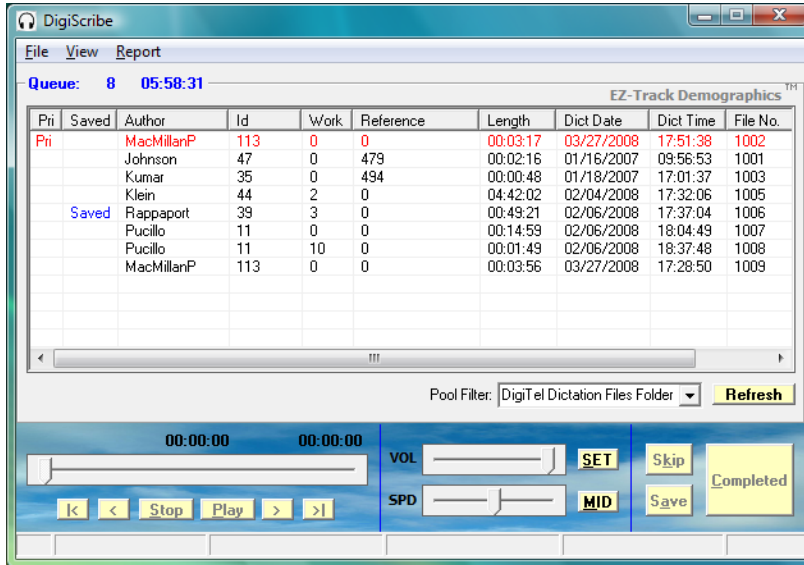 DigiScribe
File View Report
Queue: 8 05:58:31
EZ-Track Demographics TM
Pri Saved Author Id Work Reference Length Dict Date Dict Time File No.
Pri MacMillanP 113 0 0 00:03:17 03/27/2008 17:51:38 1002
Johnson 47 0 479 00:02:16 01/16/2007 09:56:53 1001
Kumar 35 0 494 00:00:48 01/18/2007 17:01:37 1003
Klein 44 2 0 04:42:02 02/04/2008 17:32:06 1005
Saved Rappaport 39 3 0 00:49:21 02/06/2008 17:37:04 1006
Pucillo 11 0 0 00:14:59 02/06/2008 18:04:49 1007
Pucillo 11 10 0 00:01:49 02/06/2008 18:37:48 1008
MacMillanP 113 0 0 00:03:56 03/27/2008 17:28:50 1009
Pool Filter: DigiTel Dictation Files Folder Refresh
00:00:00 00:00:00
VOL SET Skip
Completed
|< < Stop Play > >| SPD MID Save